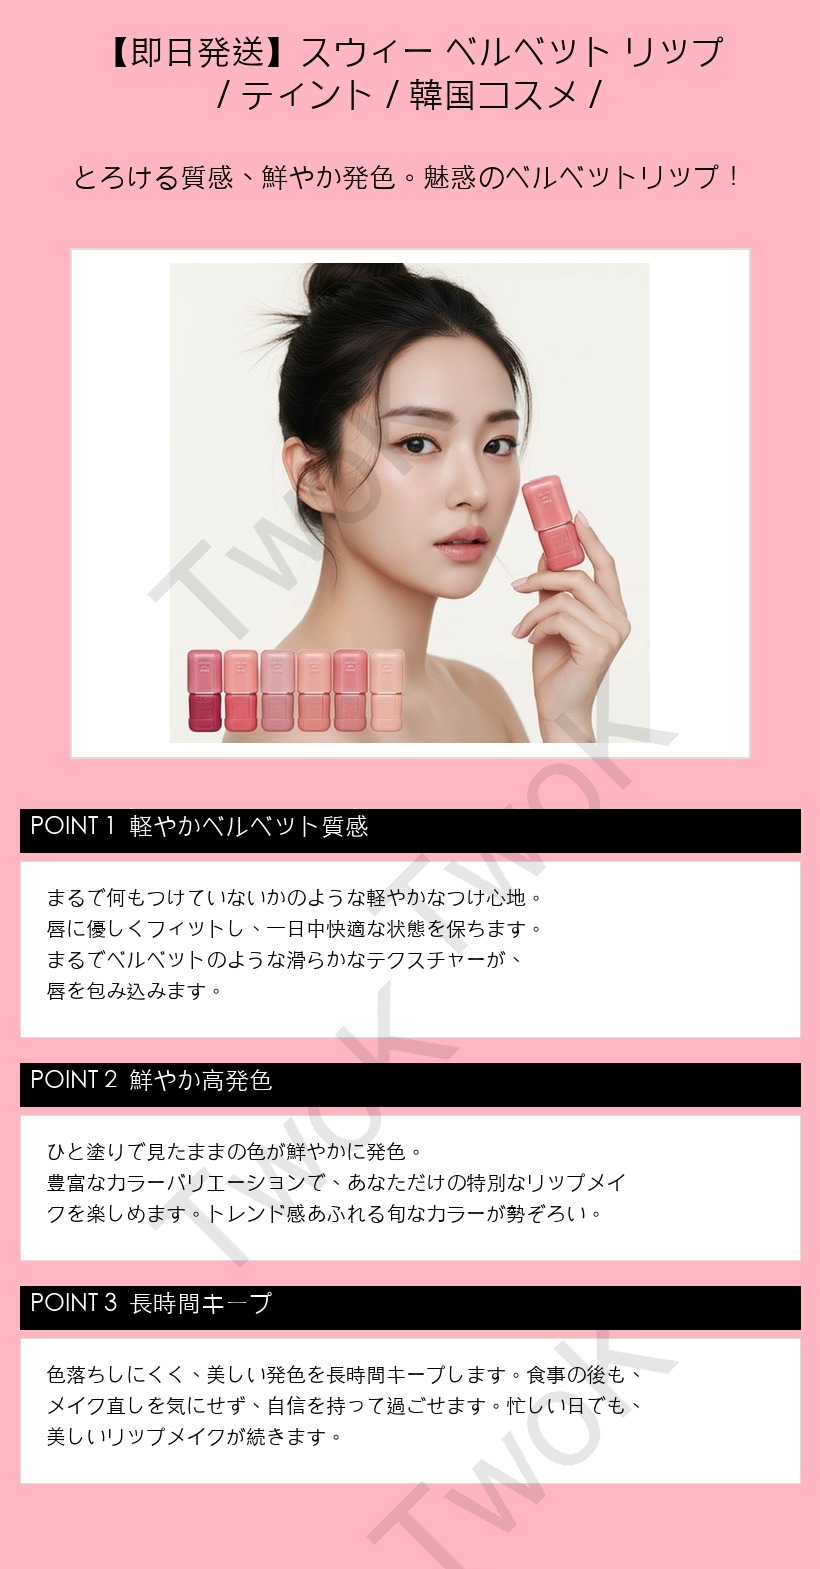 【即日発送】スウィー ベルベット リップ
/ ティント / 韓国コスメ /
とろける質感、鮮やか発色。魅惑のベルベットリップ！
POINT 1 軽やかベルベット質感
まるで何もつけていないかのような軽やかなつけ心地。
唇に優しくフィットし、一日中快適な状態を保ちます。
まるでベルベットのような滑らかなテクスチャーが、
唇を包み込みます。
POINT 2 鮮やか高発色
ひと塗りで見たままの色が鮮やかに発色。
豊富なカラーバリエーションで、あなただけの特別なリップメイ
クを楽しめます。トレンド感あふれる旬なカラーが勢ぞろい。
POINT 3 長時間キープ
色落ちしにくく、美しい発色を長時間キープします。食事の後も、
メイク直しを気にせず、自信を持って過ごせます。忙しい日でも、
美しいリップメイクが続きます。
Twok
Twok
Twok
Twok